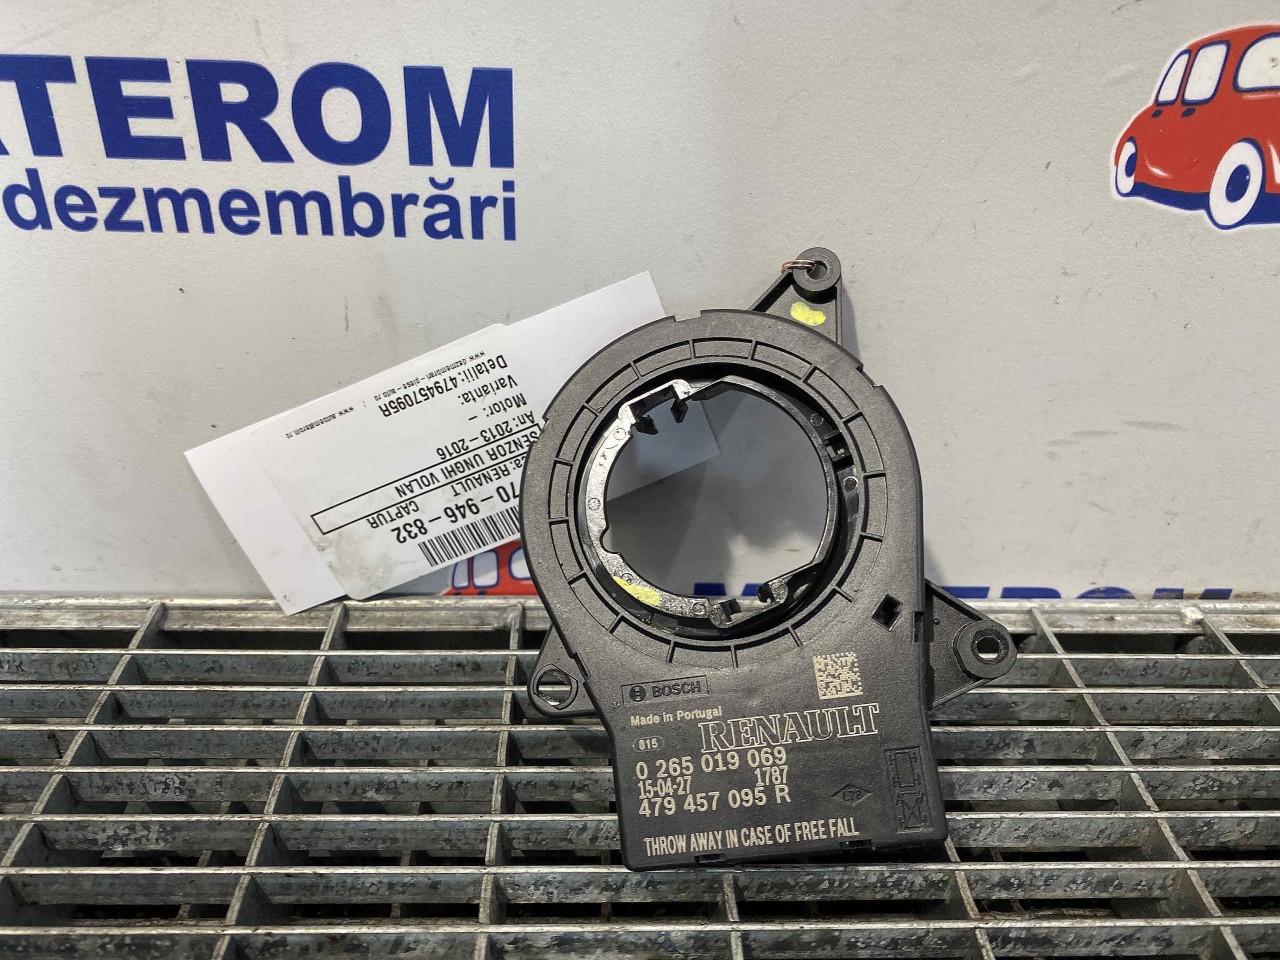 ATEROM
dezmembrări
70-946-832
RENAULT CAPTUR
SENZOR UNGHI VOLAN
An: 2013-2016
Motor: -
Varianta:
Detalii: 479457095R
BOSCH
Made in Portugal
815
RENAULT
0 265 019 069
15-04-27 1787
479 457 095 R
THROW AWAY IN CASE OF FREE FALL